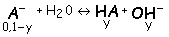 A⁻ + H₂O ↔ HA + OH⁻
0,1-y y y